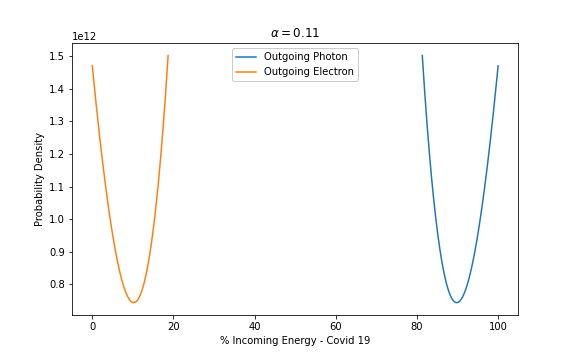 α = 0.11
1e12
Outgoing Photon
Outgoing Electron
1.5
1.4
1.3
1.2
1.1
1.0
0.9
0.8
Probability Density
0 20 40 60 80 100
% Incoming Energy - Covid 19